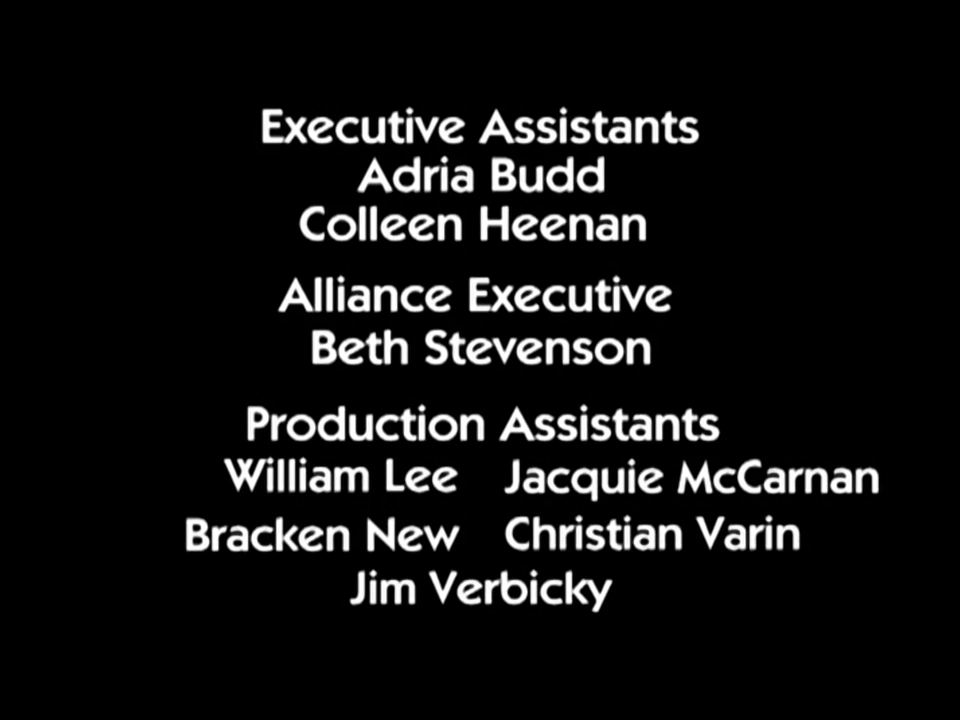 Executive Assistants
Adria Budd
Colleen Heenan
Alliance Executive
Beth Stevenson
Production Assistants
William Lee Jacquie McCarnan
Bracken New Christian Varin
Jim Verbicky